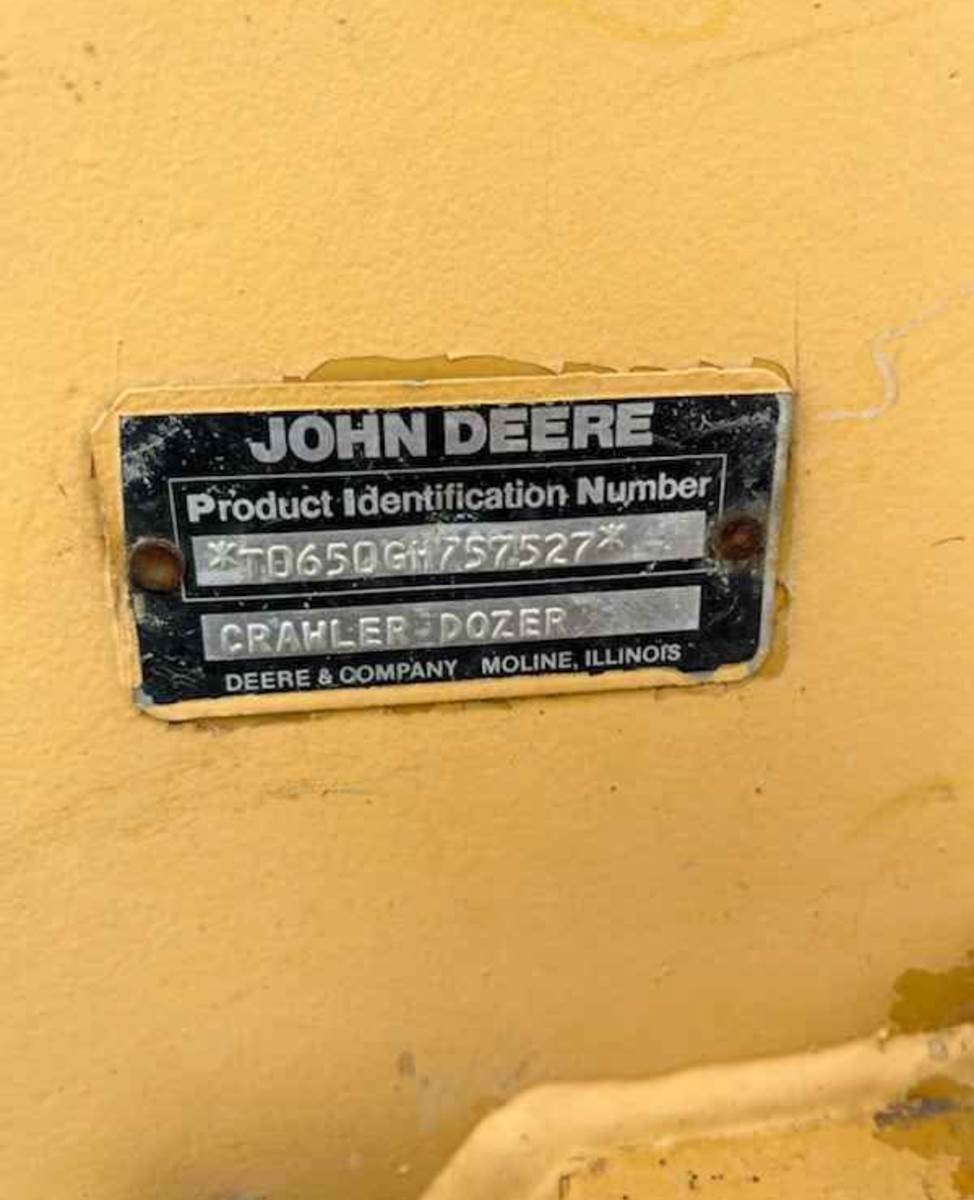 JOHN DEERE
Product Identification Number
*T0650GH757527*
CRAWLER-DOZER
DEERE & COMPANY MOLINE, ILLINOIS